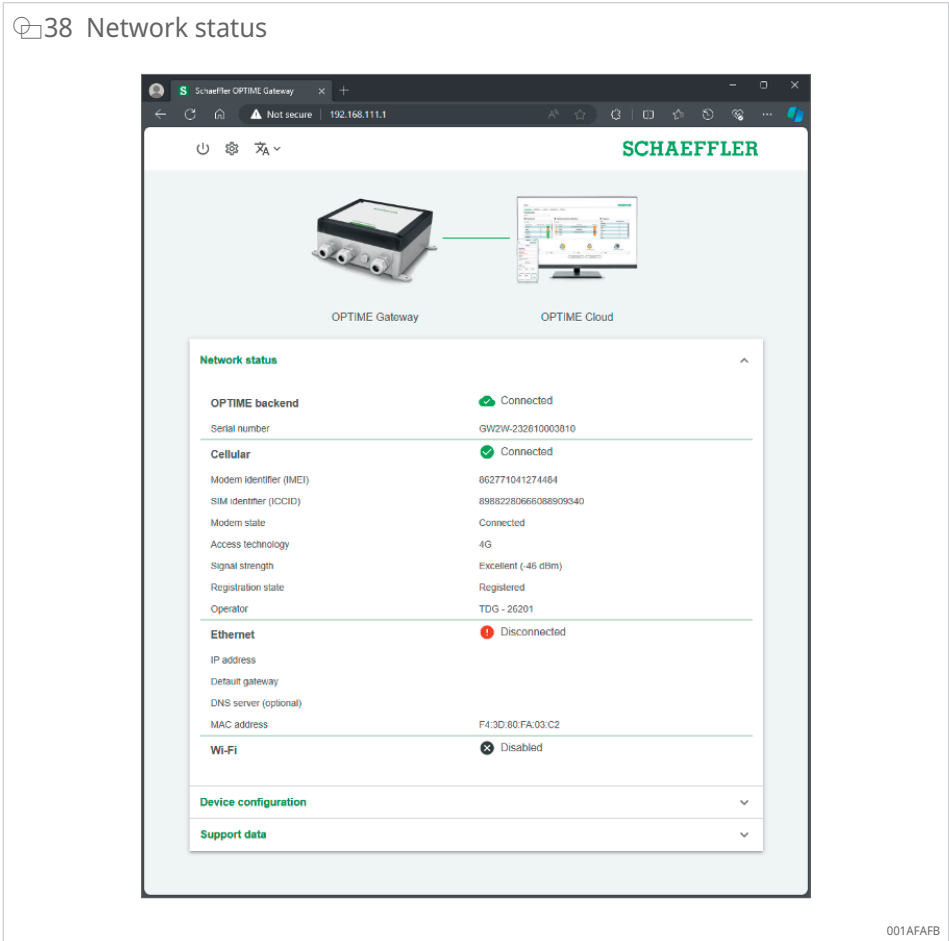 38 Network status
S Schaeffler OPTIME Gateway
Not secure 192.168.111.1
SCHAEFFLER
OPTIME Gateway OPTIME Cloud
Network status
OPTIME backend Connected
Serial number GW2W-232810003810
Cellular Connected
Modem identifier (IMEI) 862771041274484
SIM identifier (ICCID) 89882280666088909340
Modem state Connected
Access technology 4G
Signal strength Excellent (-46 dBm)
Registration state Registered
Operator TDG - 26201
Ethernet Disconnected
IP address
Default gateway
DNS server (optional)
MAC address F4:3D:80:FA:03:C2
Wi-Fi Disabled
Device configuration
Support data
001AFAFB